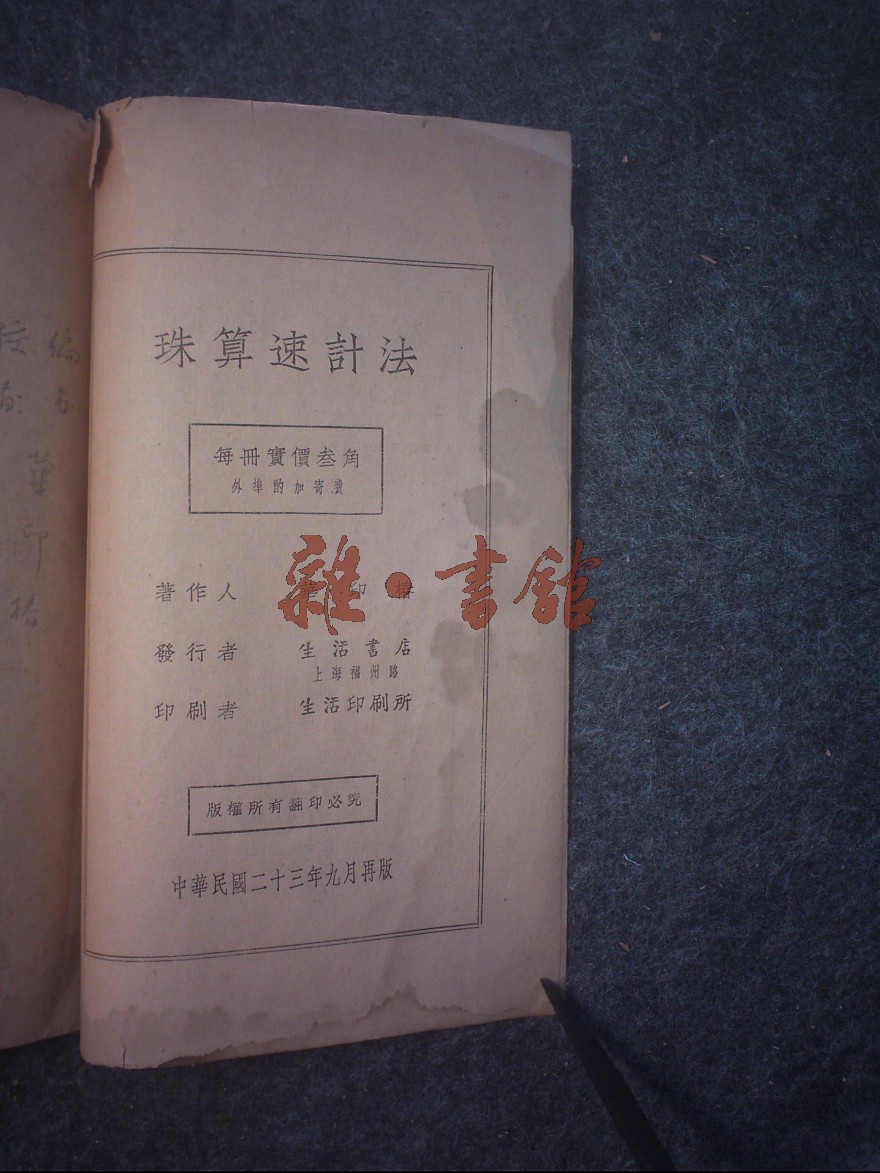 珠算速計法
每冊實價叁角
外埠酌加寄費
著作人 華印椿
發行者 生活書店
上海福州路
印刷者 生活印刷所
版權所有翻印必究
中華民國二十三年九月再版
雜·書館